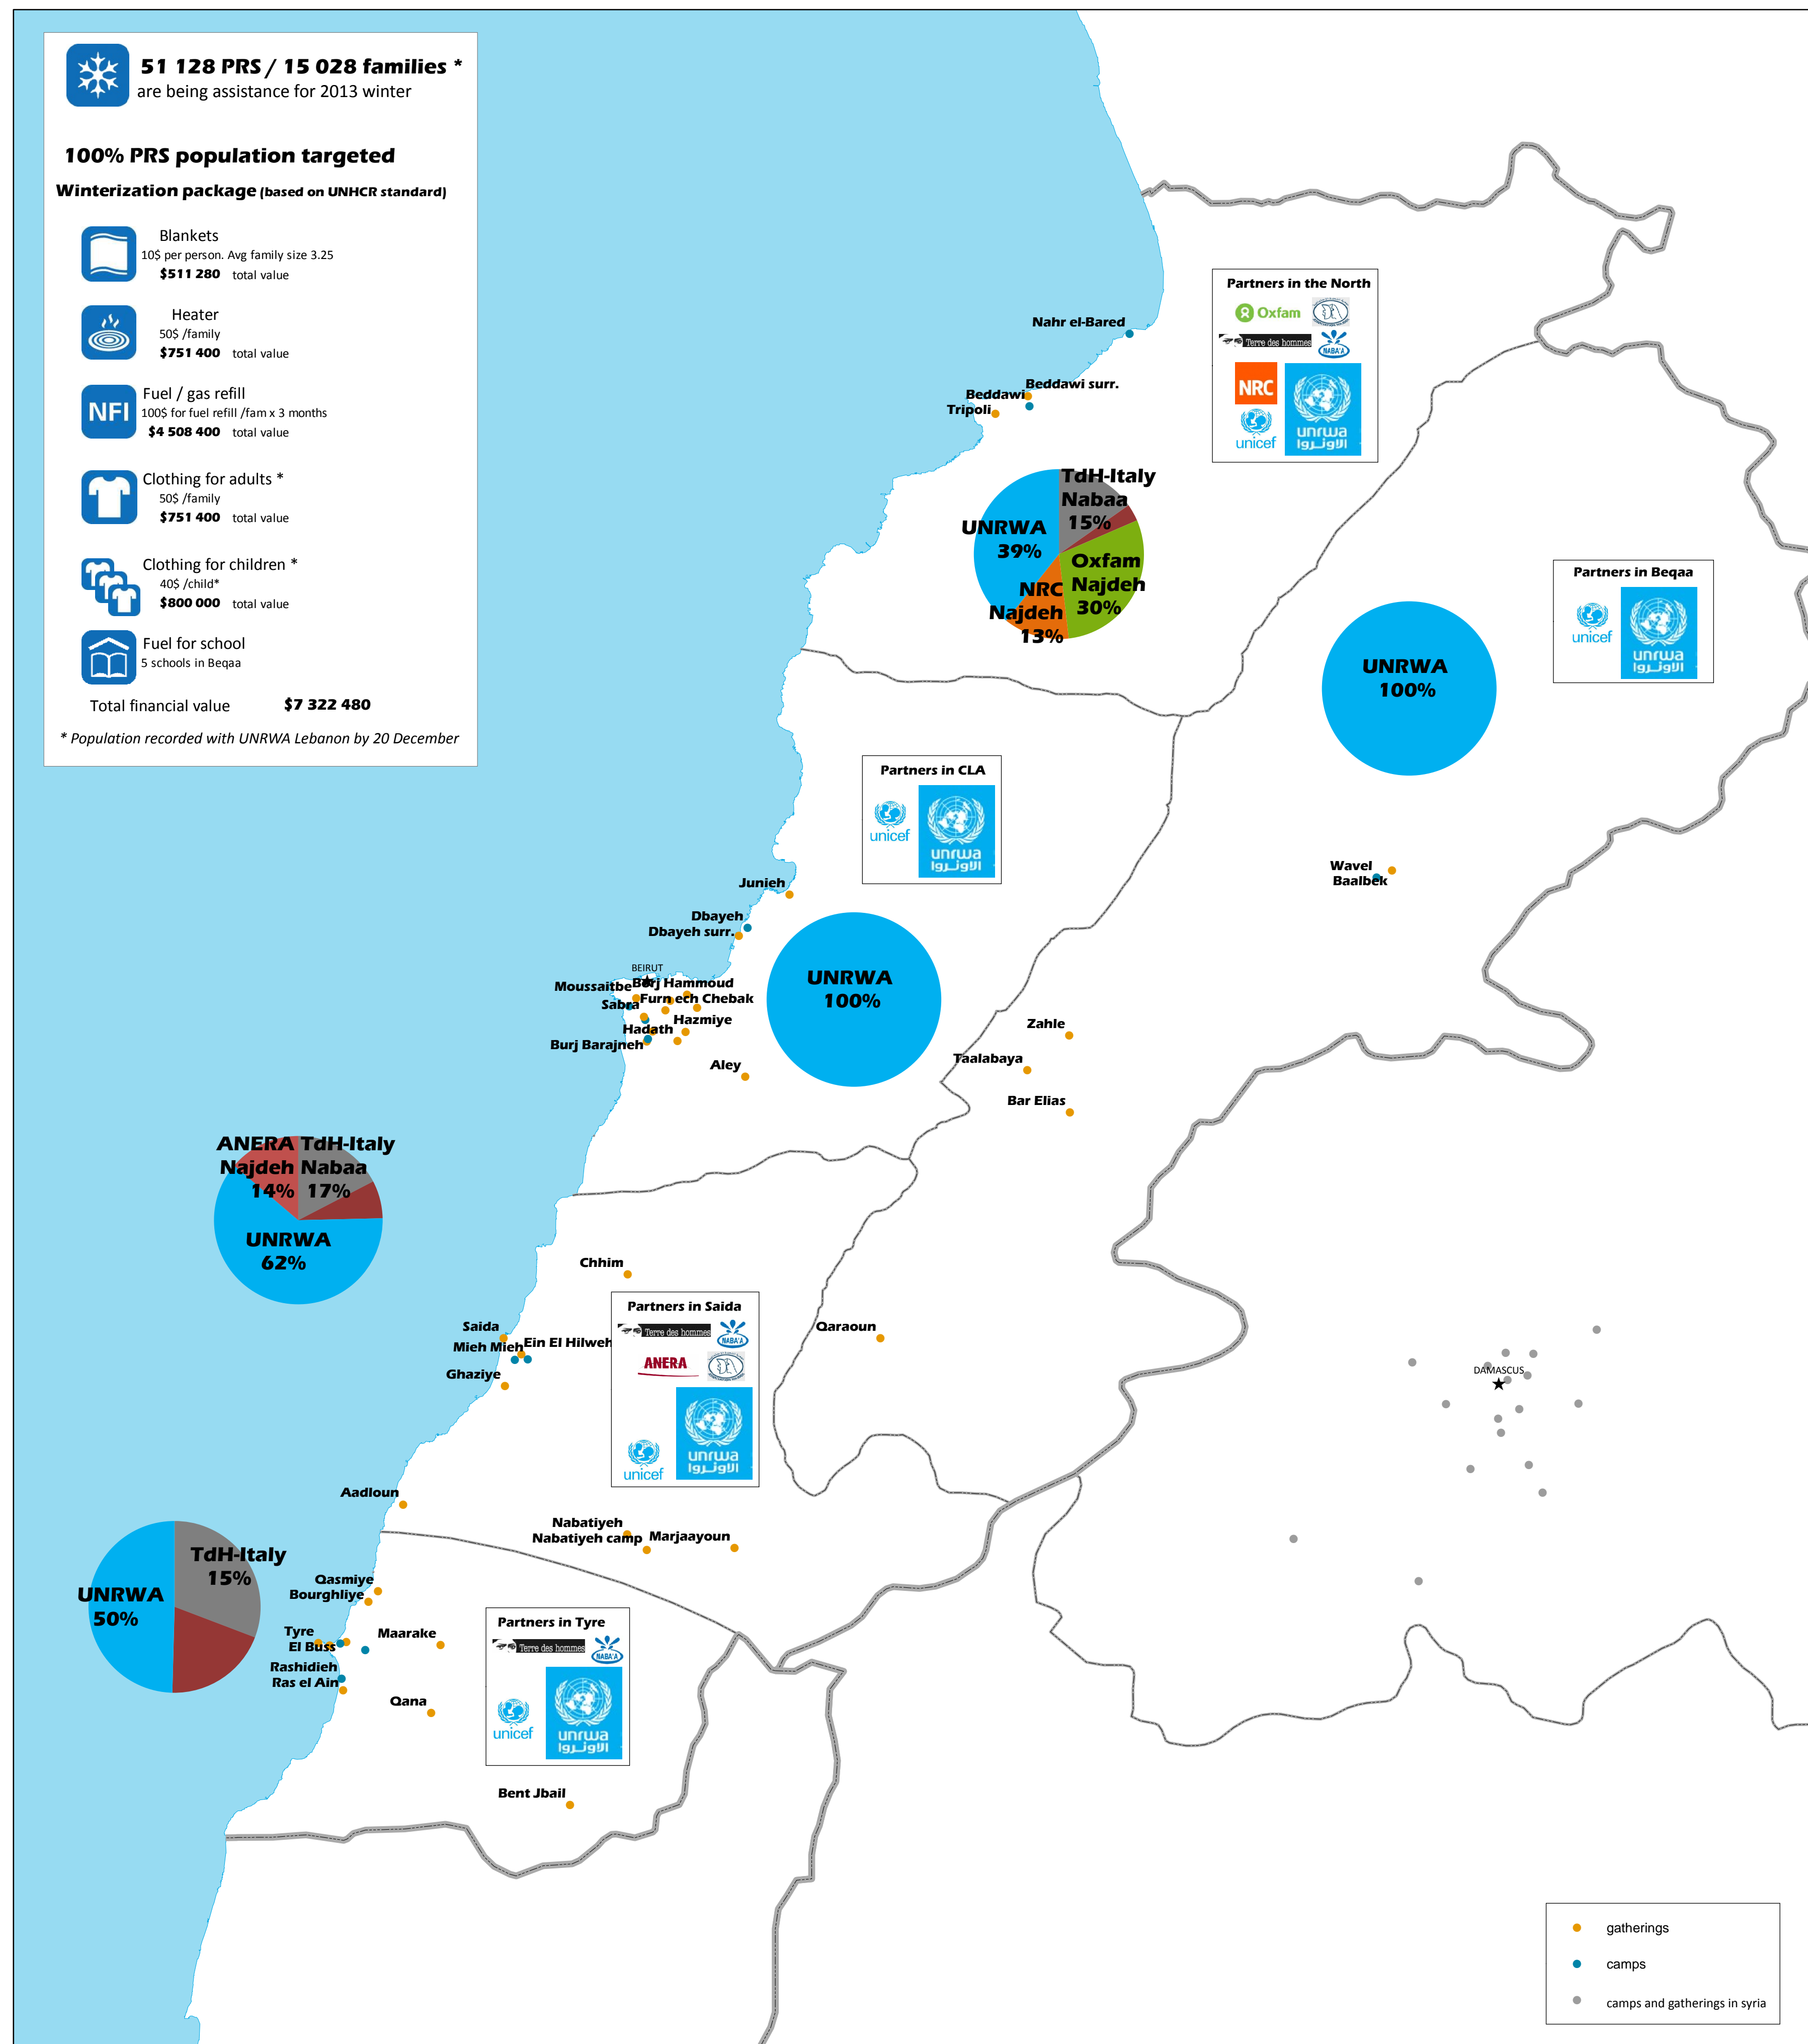 51 128 PRS / 15 028 families *
are being assistance for 2013 winter
100% PRS population targeted
Winterization package (based on UNHCR standard)
Blankets
10$ per person. Avg family size 3.25
$511 280 total value
Heater
50$ /family
$751 400 total value
NFI
Fuel / gas refill
100$ for fuel refill /fam x 3 months
$4 508 400 total value
Clothing for adults *
50$ /family
$751 400 total value
Clothing for children *
40$ /child*
$800 000 total value
Fuel for school
5 schools in Beqaa
Total financial value $7 322 480
* Population recorded with UNRWA Lebanon by 20 December
Partners in the North
Oxfam
Terre des hommes
NABA'A
NRC
unicef
unrwa
الأونروا
Nahr el-Bared
Beddawi surr.
Beddawi
Tripoli
TdH-Italy
Nabaa
15%
UNRWA
39%
Oxfam
Najdeh
30%
NRC
Najdeh
13%
Partners in Beqaa
unicef
unrwa
الأونروا
UNRWA
100%
Partners in CLA
unicef
unrwa
الأونروا
Wavel
Baalbek
Junieh
Dbayeh
Dbayeh surr.
BEIRUT
Moussaitbe
Borj Hammoud
Sabra
Furn ech Chebak
Hazmiye
Hadath
Burj Barajneh
Aley
UNRWA
100%
Zahle
Taalabaya
Bar Elias
ANERA
Najdeh
14%
TdH-Italy
Nabaa
17%
UNRWA
62%
Chhim
Partners in Saida
Terre des hommes
NABA'A
ANERA
unicef
unrwa
الأونروا
Saida
Mieh Mieh
Ein El Hilweh
Ghaziye
Qaraoun
DAMASCUS
Aadloun
Nabatiyeh
Nabatiyeh camp
Marjaayoun
TdH-Italy
15%
UNRWA
50%
Qasmiye
Bourghliye
Tyre
El Buss
Maarake
Rashidieh
Ras el Ain
Qana
Partners in Tyre
Terre des hommes
NABA'A
unicef
unrwa
الأونروا
Bent Jbail
gatherings
camps
camps and gatherings in syria